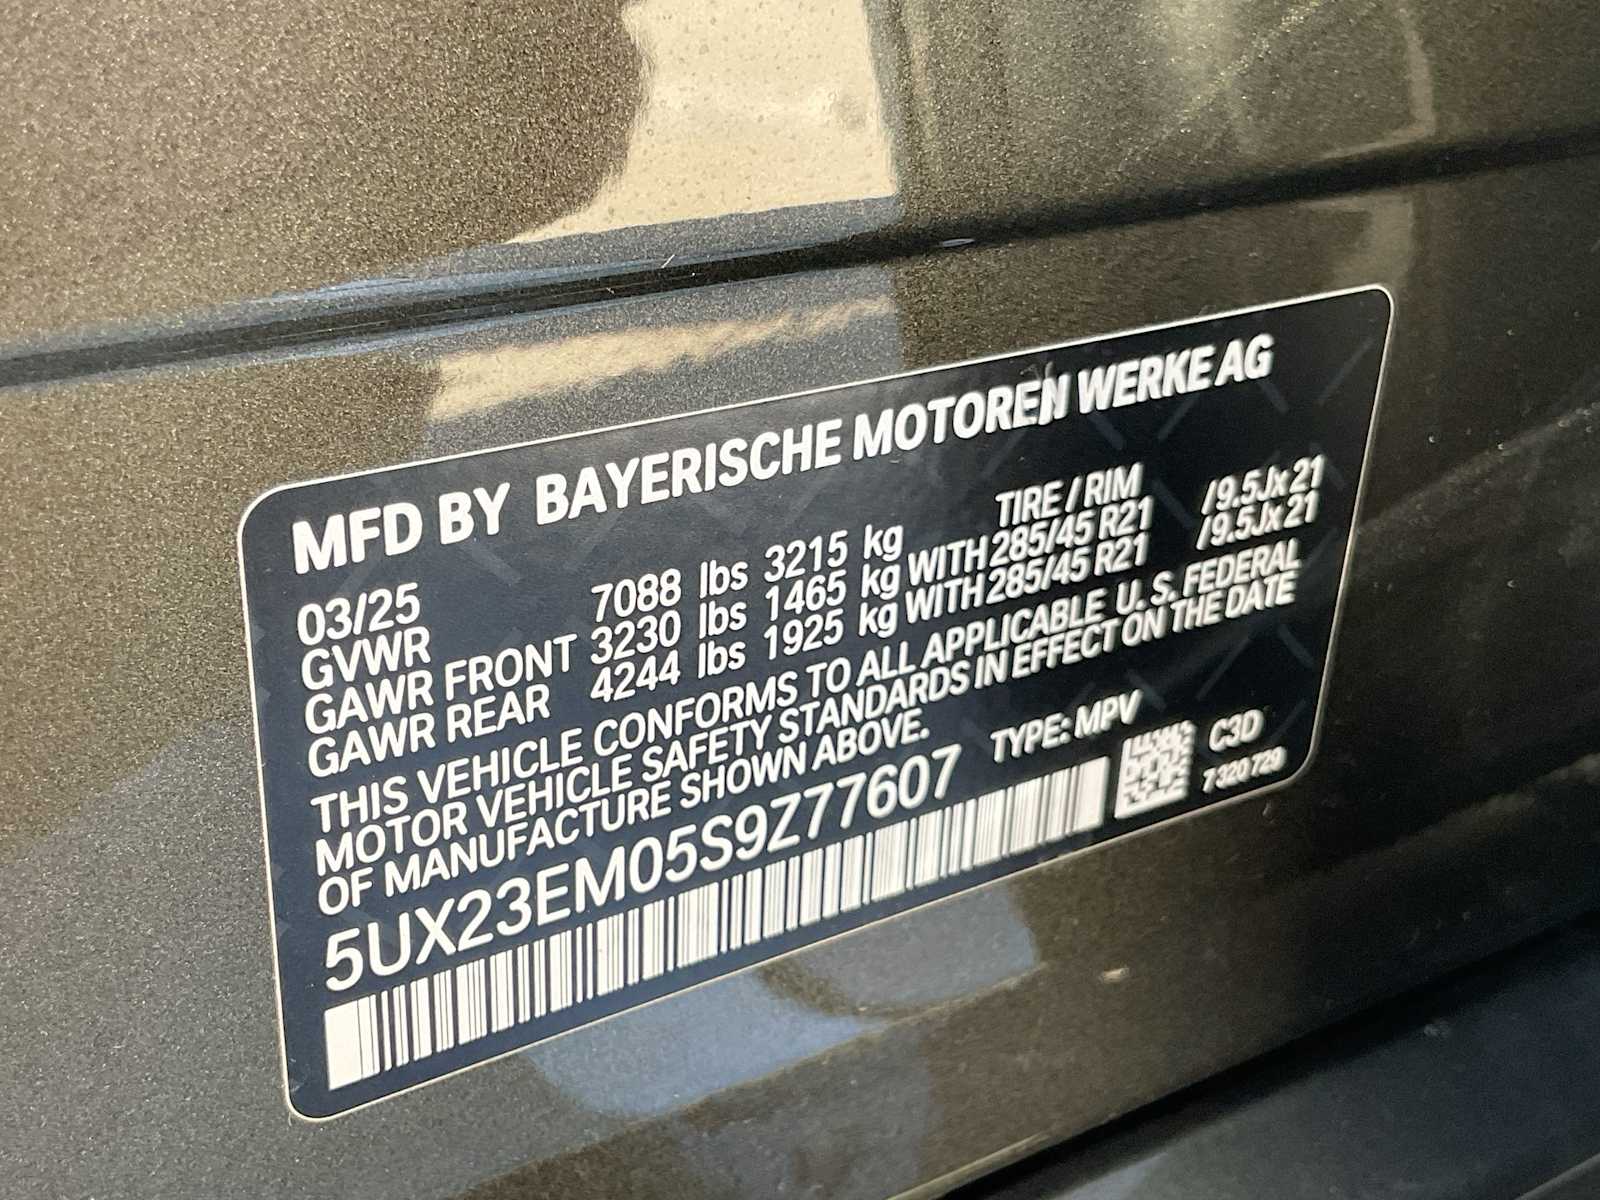 MFD BY BAYERISCHE MOTOREN WERKE AG
03/25 TIRE / RIM
GVWR 7088 lbs 3215 kg
GAWR FRONT 3230 lbs 1465 kg WITH 285/45 R21 /9.5Jx21
GAWR REAR 4244 lbs 1925 kg WITH 285/45 R21 /9.5Jx21
THIS VEHICLE CONFORMS TO ALL APPLICABLE U. S. FEDERAL
MOTOR VEHICLE SAFETY STANDARDS IN EFFECT ON THE DATE
OF MANUFACTURE SHOWN ABOVE.
5UX23EM05S9Z77607 TYPE: MPV
C3D
7 320 729